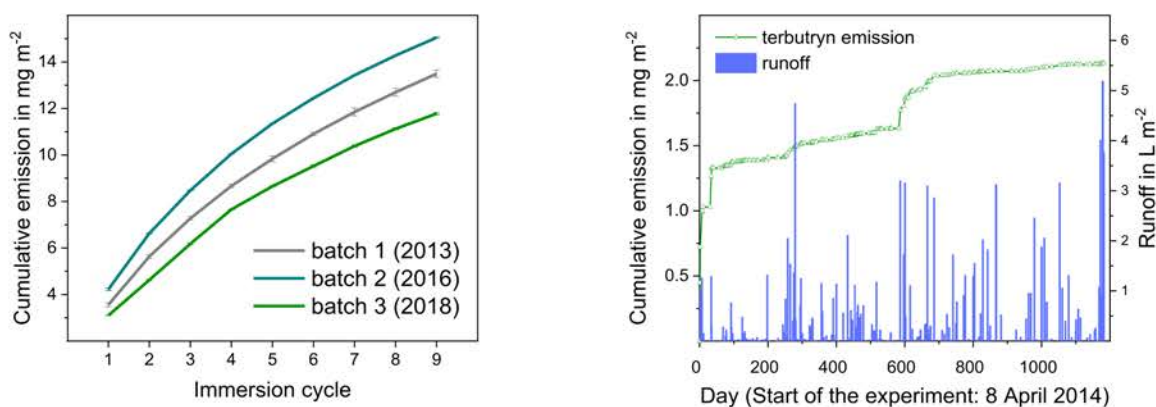 Cumulative emission in mg m⁻²
14
12
10
8
6
4
batch 1 (2013)
batch 2 (2016)
batch 3 (2018)
1 2 3 4 5 6 7 8 9
Immersion cycle
Cumulative emission in mg m⁻²
2.0
1.5
1.0
0.5
terbutryn emission
runoff
6
5
4
3
2
1
Runoff in L m⁻²
0 200 400 600 800 1000
Day (Start of the experiment: 8 April 2014)